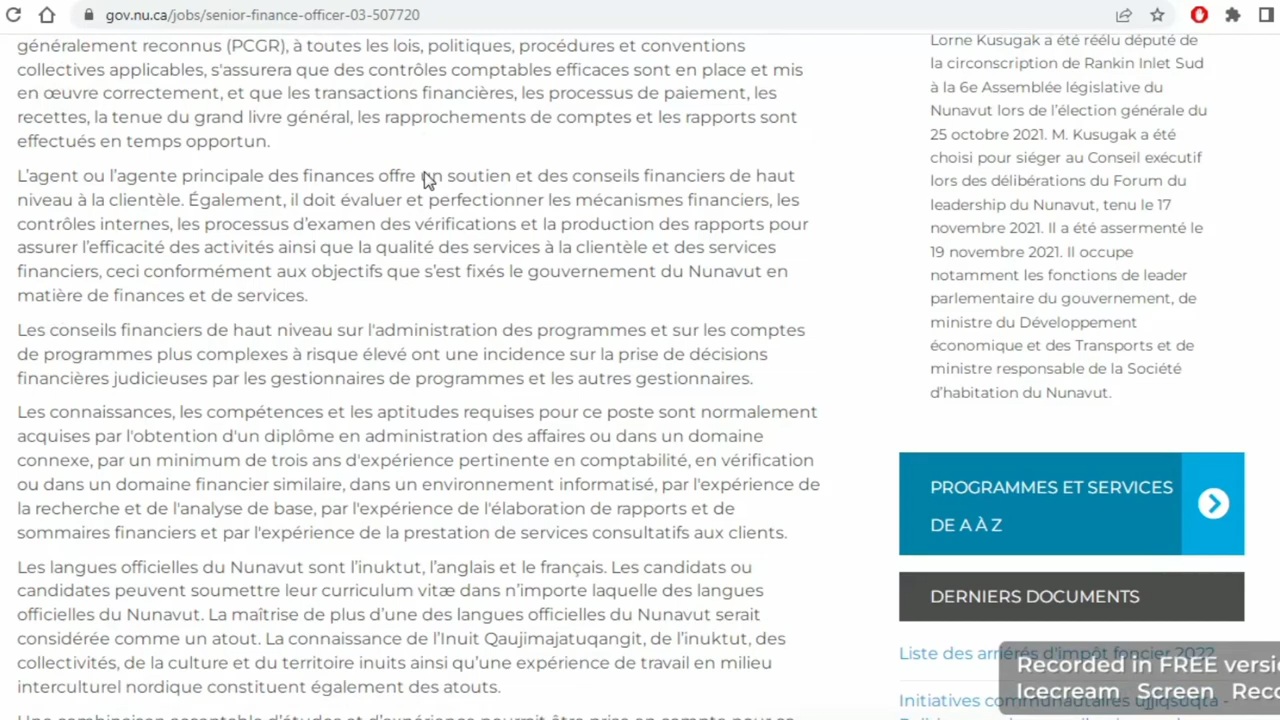 gov.nu.ca/jobs/senior-finance-officer-03-507720
généralement reconnus (PCGR), à toutes les lois, politiques, procédures et conventions
collectives applicables, s'assurera que des contrôles comptables efficaces sont en place et mis
en œuvre correctement, et que les transactions financières, les processus de paiement, les
recettes, la tenue du grand livre général, les rapprochements de comptes et les rapports sont
effectués en temps opportun.
L’agent ou l’agente principale des finances offre un soutien et des conseils financiers de haut
niveau à la clientèle. Également, il doit évaluer et perfectionner les mécanismes financiers, les
contrôles internes, les processus d’examen des vérifications et la production des rapports pour
assurer l’efficacité des activités ainsi que la qualité des services à la clientèle et des services
financiers, ceci conformément aux objectifs que s’est fixés le gouvernement du Nunavut en
matière de finances et de services.
Les conseils financiers de haut niveau sur l'administration des programmes et sur les comptes
de programmes plus complexes à risque élevé ont une incidence sur la prise de décisions
financières judicieuses par les gestionnaires de programmes et les autres gestionnaires.
Les connaissances, les compétences et les aptitudes requises pour ce poste sont normalement
acquises par l'obtention d'un diplôme en administration des affaires ou dans un domaine
connexe, par un minimum de trois ans d'expérience pertinente en comptabilité, en vérification
ou dans un domaine financier similaire, dans un environnement informatisé, par l'expérience de
la recherche et de l'analyse de base, par l'expérience de l'élaboration de rapports et de
sommaires financiers et par l'expérience de la prestation de services consultatifs aux clients.
Les langues officielles du Nunavut sont l’inuktut, l’anglais et le français. Les candidats ou
candidates peuvent soumettre leur curriculum vitæ dans n’importe laquelle des langues
officielles du Nunavut. La maîtrise de plus d’une des langues officielles du Nunavut serait
considérée comme un atout. La connaissance de l’Inuit Qaujimajatuqangit, de l’inuktut, des
collectivités, de la culture et du territoire inuits ainsi qu’une expérience de travail en milieu
interculturel nordique constituent également des atouts.
Lorne Kusugak a été réélu député de
la circonscription de Rankin Inlet Sud
à la 6e Assemblée législative du
Nunavut lors de l’élection générale du
25 octobre 2021. M. Kusugak a été
choisi pour siéger au Conseil exécutif
lors des délibérations du Forum du
leadership du Nunavut, tenu le 17
novembre 2021. Il a été assermenté le
19 novembre 2021. Il occupe
notamment les fonctions de leader
parlementaire du gouvernement, de
ministre du Développement
économique et des Transports et de
ministre responsable de la Société
d’habitation du Nunavut.
PROGRAMMES ET SERVICES
DE A À Z
DERNIERS DOCUMENTS
Liste des arriérés d'impôt foncier 2022
Initiatives communautaires ujjiqsuqta -
Recorded in FREE versi
Icecream Screen Reco